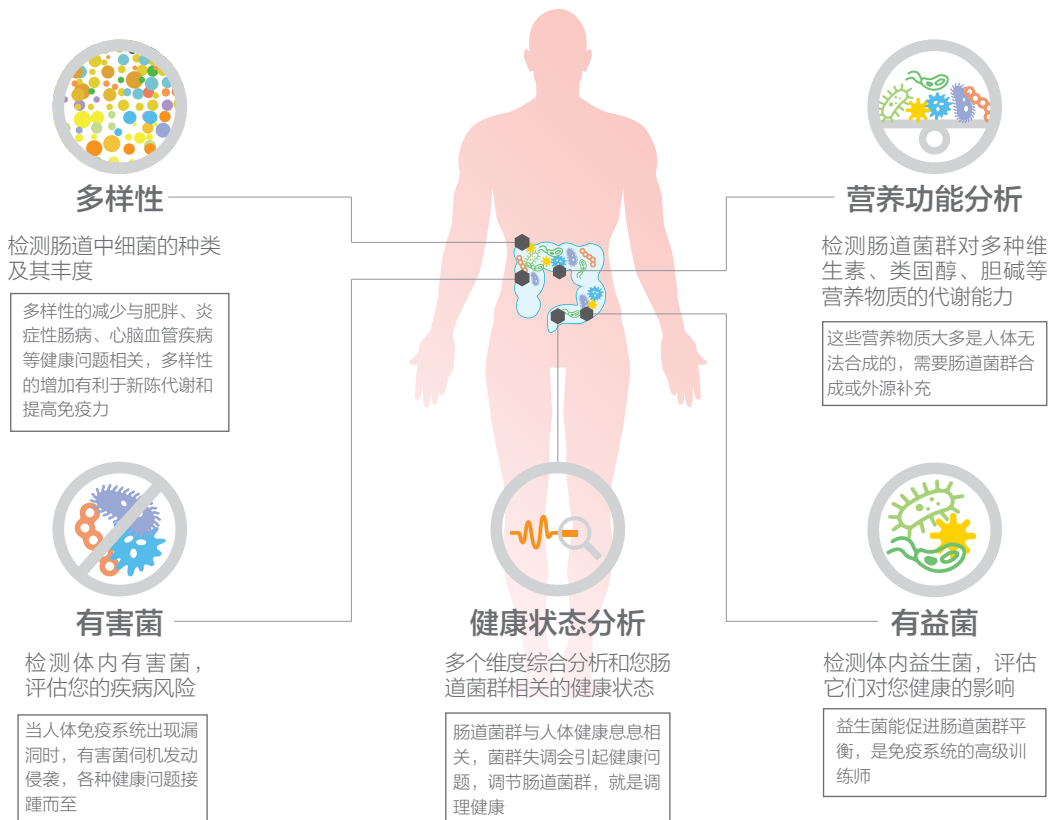 多样性
检测肠道中细菌的种类
及其丰度
多样性的减少与肥胖、炎
症性肠病、心脑血管疾病
等健康问题相关，多样性
的增加有利于新陈代谢和
提高免疫力
营养功能分析
检测肠道菌群对多种维
生素、类固醇、胆碱等
营养物质的代谢能力
这些营养物质大多是人体无
法合成的，需要肠道菌群合
成或外源补充
有害菌
检测体内有害菌，
评估您的疾病风险
当人体免疫系统出现漏
洞时，有害菌伺机发动
侵袭，各种健康问题接
踵而至
健康状态分析
多个维度综合分析和您肠
道菌群相关的健康状态
肠道菌群与人体健康息息相
关，菌群失调会引起健康问
题，调节肠道菌群，就是调
理健康
有益菌
检测体内益生菌，评估
它们对您健康的影响
益生菌能促进肠道菌群平
衡，是免疫系统的高级训
练师